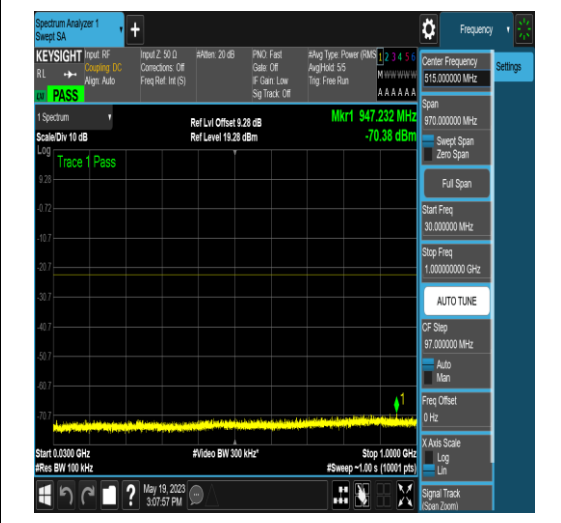 Spectrum Analyzer 1
Swept SA
+
Frequency
KEYSIGHT
RL
PASS
Input: RF
Coupling: DC
Align: Auto
Input Z: 50 Ω
Corrections: Off
Freq Ref: Int (S)
#Atten: 20 dB
PNO: Fast
Gate: Off
IF Gain: Low
Sig Track: Off
#Avg Type: Power (RMS)
Avg|Hold: 5/5
Trig: Free Run
1 2 3 4 5 6
M W W W W W
A A A A A A
1 Spectrum
Scale/Div 10 dB
Ref Lvl Offset 9.28 dB
Ref Level 19.28 dBm
Mkr1 947.232 MHz
-70.38 dBm
Log
Trace 1 Pass
9.28
-0.72
-10.7
-20.7
-30.7
-40.7
-50.7
-60.7
-70.7
1
Start 0.0300 GHz
#Res BW 100 kHz
#Video BW 300 kHz*
Stop 1.0000 GHz
#Sweep ~1.00 s (10001 pts)
May 19, 2023
3:07:57 PM
?
Center Frequency
515.000000 MHz
Settings
Span
970.000000 MHz
Swept Span
Zero Span
Full Span
Start Freq
30.000000 MHz
Stop Freq
1.000000000 GHz
AUTO TUNE
CF Step
97.000000 MHz
Auto
Man
Freq Offset
0 Hz
X Axis Scale
Log
Lin
Signal Track
(Span Zoom)